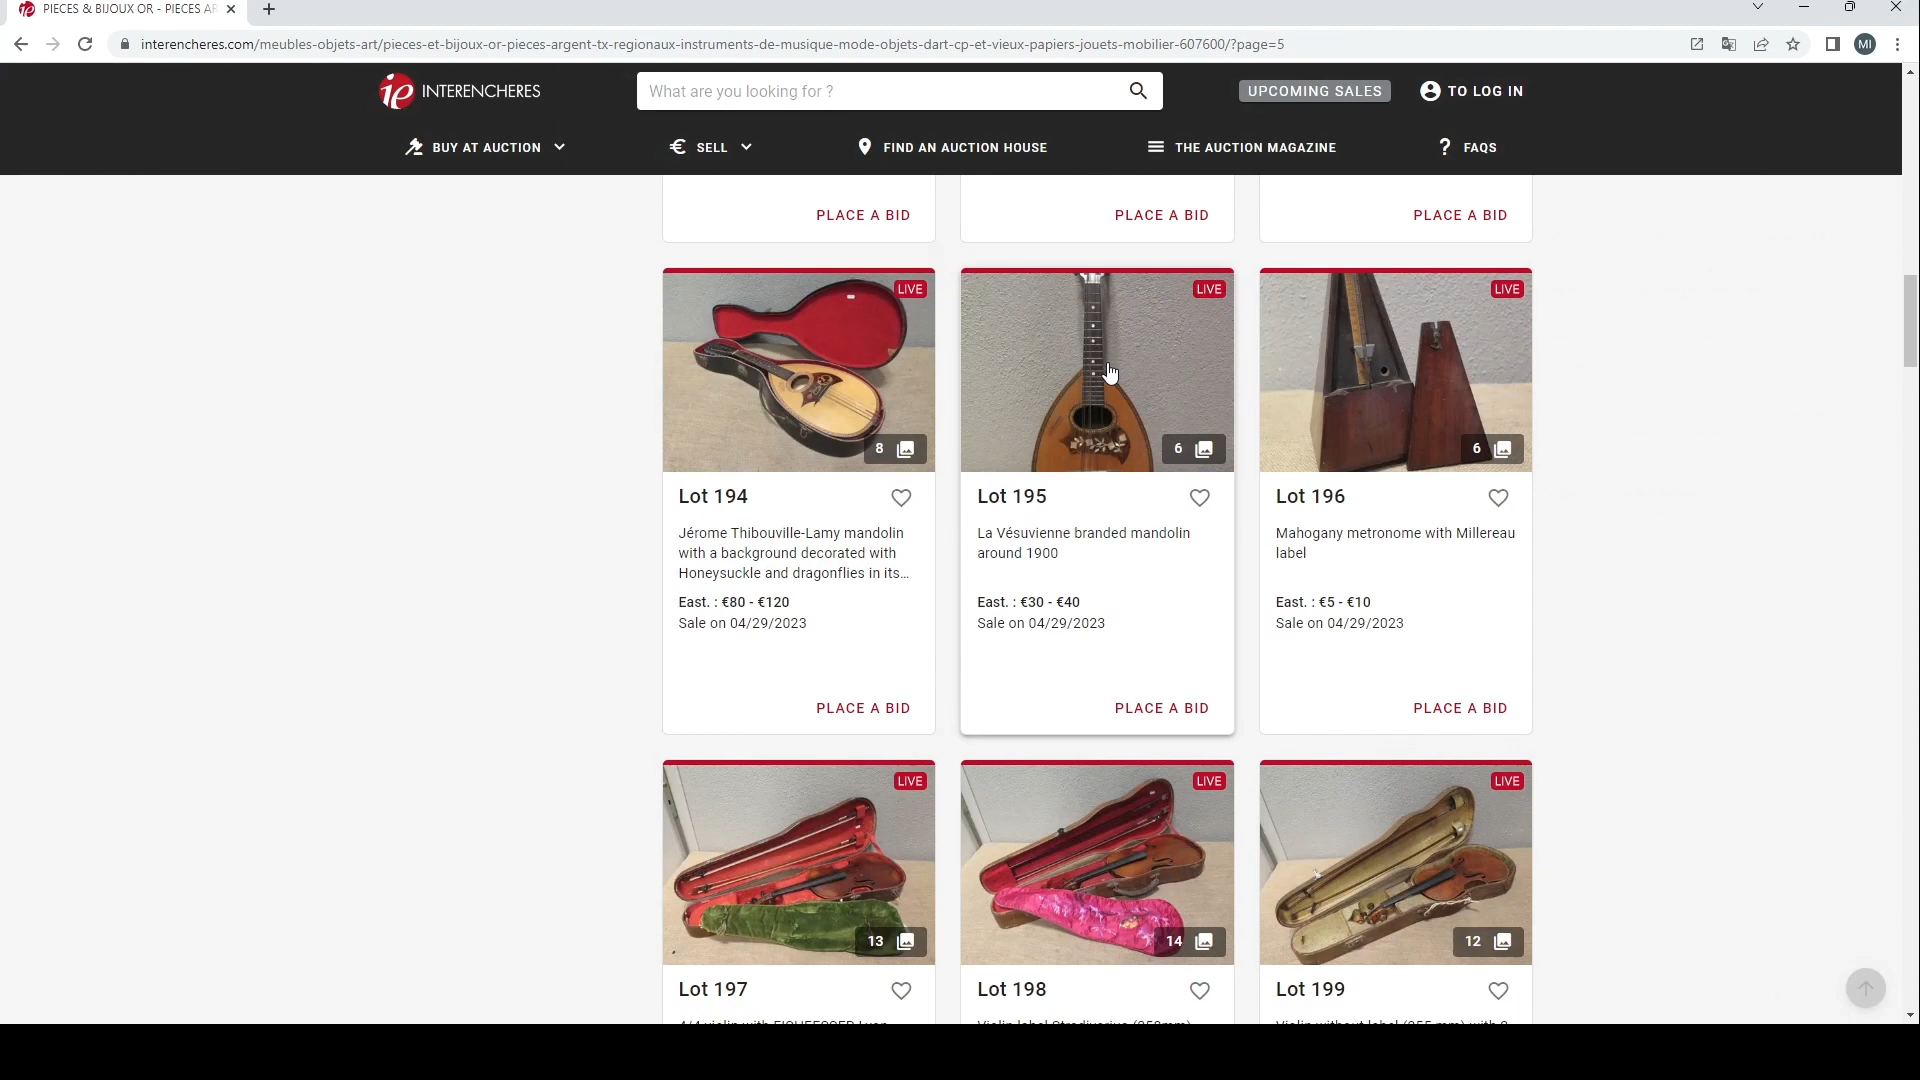 PIECES & BIJOUX OR - PIECES AR
interencheres.com/meubles-objets-art/pieces-et-bijoux-or-pieces-argent-tx-regionaux-instruments-de-musique-mode-objets-dart-cp-et-vieux-papiers-jouets-mobilier-607600/?page=5
MI
ie INTERENCHERES
What are you looking for ?
UPCOMING SALES
TO LOG IN
BUY AT AUCTION
€ SELL
FIND AN AUCTION HOUSE
THE AUCTION MAGAZINE
? FAQS
PLACE A BID
PLACE A BID
PLACE A BID
LIVE
8
Lot 194
Jérome Thibouville-Lamy mandolin
with a background decorated with
Honeysuckle and dragonflies in its...
East. : €80 - €120
Sale on 04/29/2023
PLACE A BID
LIVE
6
Lot 195
La Vésuvienne branded mandolin
around 1900
East. : €30 - €40
Sale on 04/29/2023
PLACE A BID
LIVE
6
Lot 196
Mahogany metronome with Millereau
label
East. : €5 - €10
Sale on 04/29/2023
PLACE A BID
LIVE
13
Lot 197
LIVE
14
Lot 198
LIVE
12
Lot 199